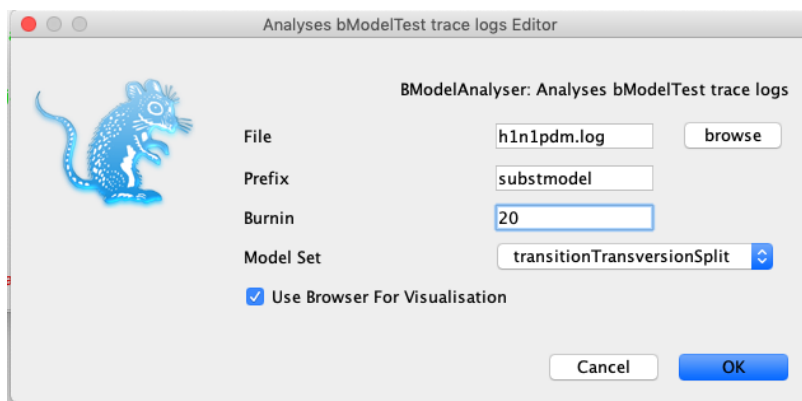 Analyses bModelTest trace logs Editor
BModelAnalyser: Analyses bModelTest trace logs
File h1n1pdm.log browse
Prefix substmodel
Burnin 20
Model Set transitionTransversionSplit
Use Browser For Visualisation
Cancel OK